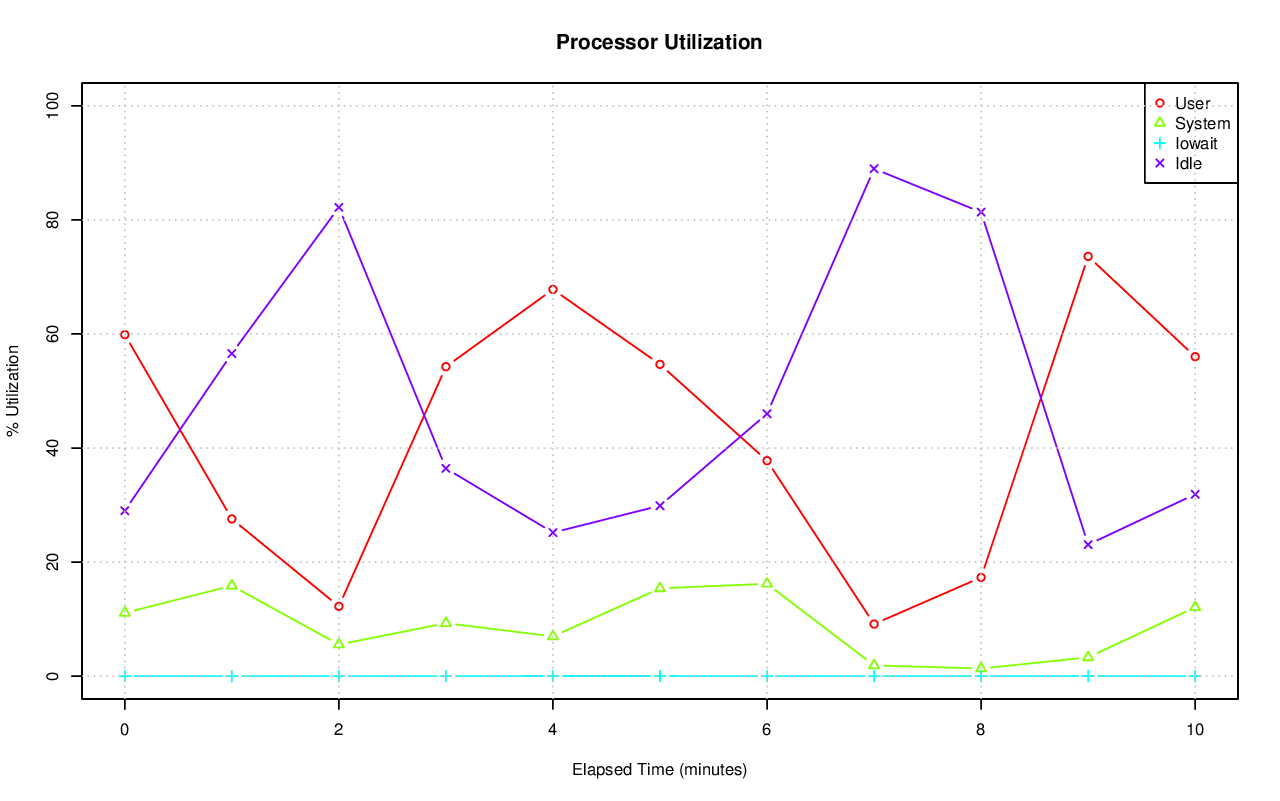 Processor Utilization
% Utilization
100
80
60
40
20
0
User
System
Iowait
Idle
0 2 4 6 8 10
Elapsed Time (minutes)